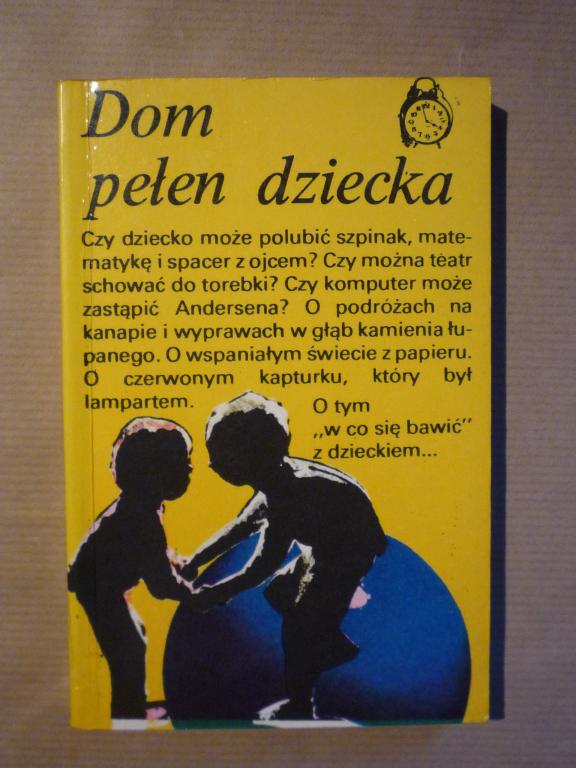 Dom
pełen dziecka
Czy dziecko może polubić szpinak, mate-
matykę i spacer z ojcem? Czy można teatr
schować do torebki? Czy komputer może
zastąpić Andersena? O podróżach na
kanapie i wyprawach w głąb kamienia łu-
panego. O wspaniałym świecie z papieru.
O czerwonym kapturku, który był
lampartem.
O tym
„w co się bawić"
z dzieckiem...